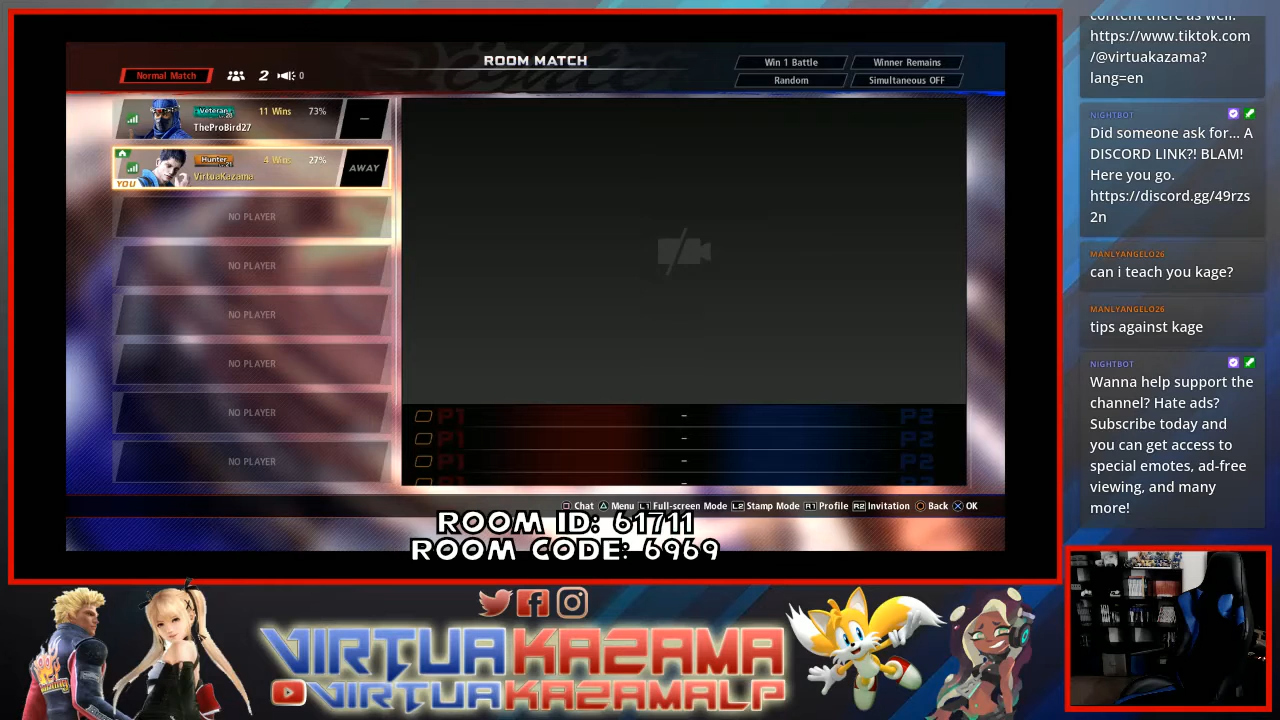 ROOM MATCH
Normal Match 2 0
Win 1 Battle Winner Remains
Random Simultaneous OFF
Veteran 11 Wins 73%
TheProBird27
—
Hunter 4 Wins 27%
VirtuaKazama
YOU
AWAY
NO PLAYER
NO PLAYER
NO PLAYER
NO PLAYER
NO PLAYER
NO PLAYER
P1 – P2
P1 – P2
P1 – P2
P1 – P2
Chat Menu L1 Full-screen Mode L2 Stamp Mode R1 Profile R2 Invitation Back OK
ROOM ID: 61711
ROOM CODE: 6969
VIRTUAKAZAMA
VIRTUAKAZAMALP
content there as well.
https://www.tiktok.com
/@virtuakazama?
lang=en
NIGHTBOT
Did someone ask for... A
DISCORD LINK?! BLAM!
Here you go.
https://discord.gg/49rzs
2n
MANLYANGELO26
can i teach you kage?
MANLYANGELO26
tips against kage
NIGHTBOT
Wanna help support the
channel? Hate ads?
Subscribe today and
you can get access to
special emotes, ad-free
viewing, and many
more!